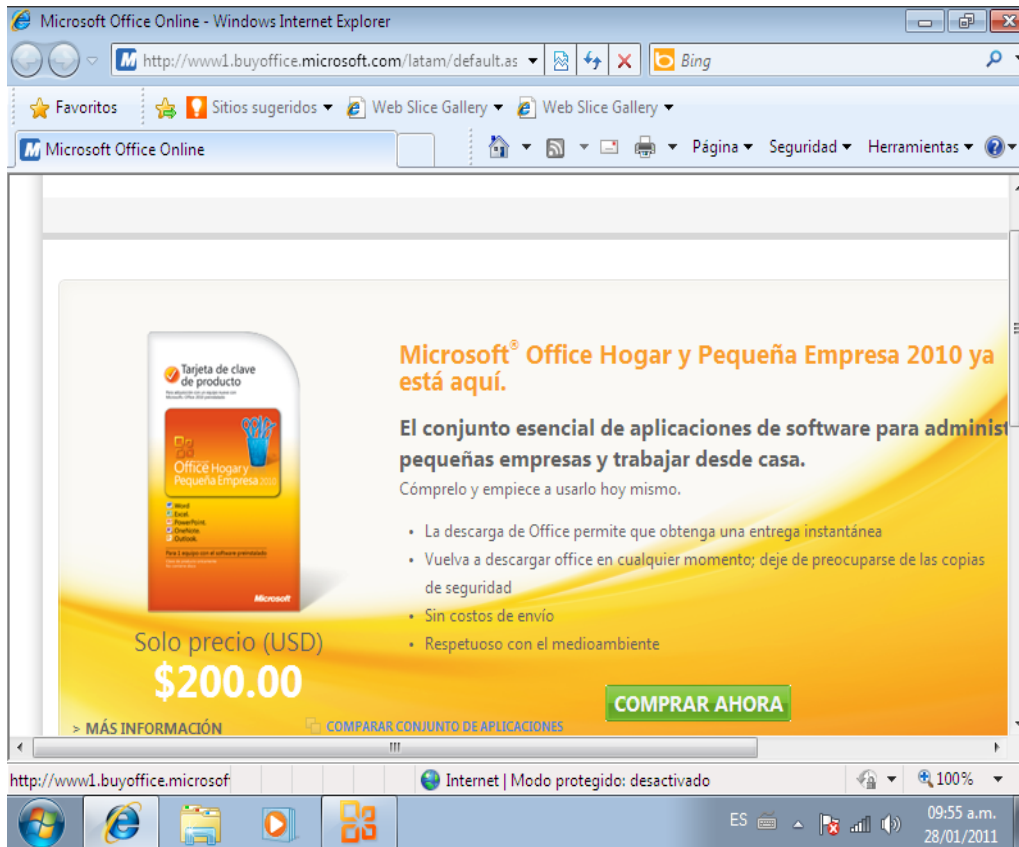 Microsoft Office Online - Windows Internet Explorer
http://www1.buyoffice.microsoft.com/latam/default.as
Bing
Favoritos
Sitios sugeridos
Web Slice Gallery
Web Slice Gallery
Microsoft Office Online
Página
Seguridad
Herramientas
Tarjeta de clave
de producto
Office Hogar y
Pequeña Empresa 2010
Word
Excel.
PowerPoint.
OneNote.
Outlook.
Microsoft
Microsoft® Office Hogar y Pequeña Empresa 2010 ya
está aquí.
El conjunto esencial de aplicaciones de software para administ
pequeñas empresas y trabajar desde casa.
Cómprelo y empiece a usarlo hoy mismo.
• La descarga de Office permite que obtenga una entrega instantánea
• Vuelva a descargar office en cualquier momento; deje de preocuparse de las copias
de seguridad
• Sin costos de envío
• Respetuoso con el medioambiente
Solo precio (USD)
$200.00
COMPRAR AHORA
> MÁS INFORMACIÓN
COMPARAR CONJUNTO DE APLICACIONES
http://www1.buyoffice.microsof
Internet | Modo protegido: desactivado
100%
ES
09:55 a.m.
28/01/2011